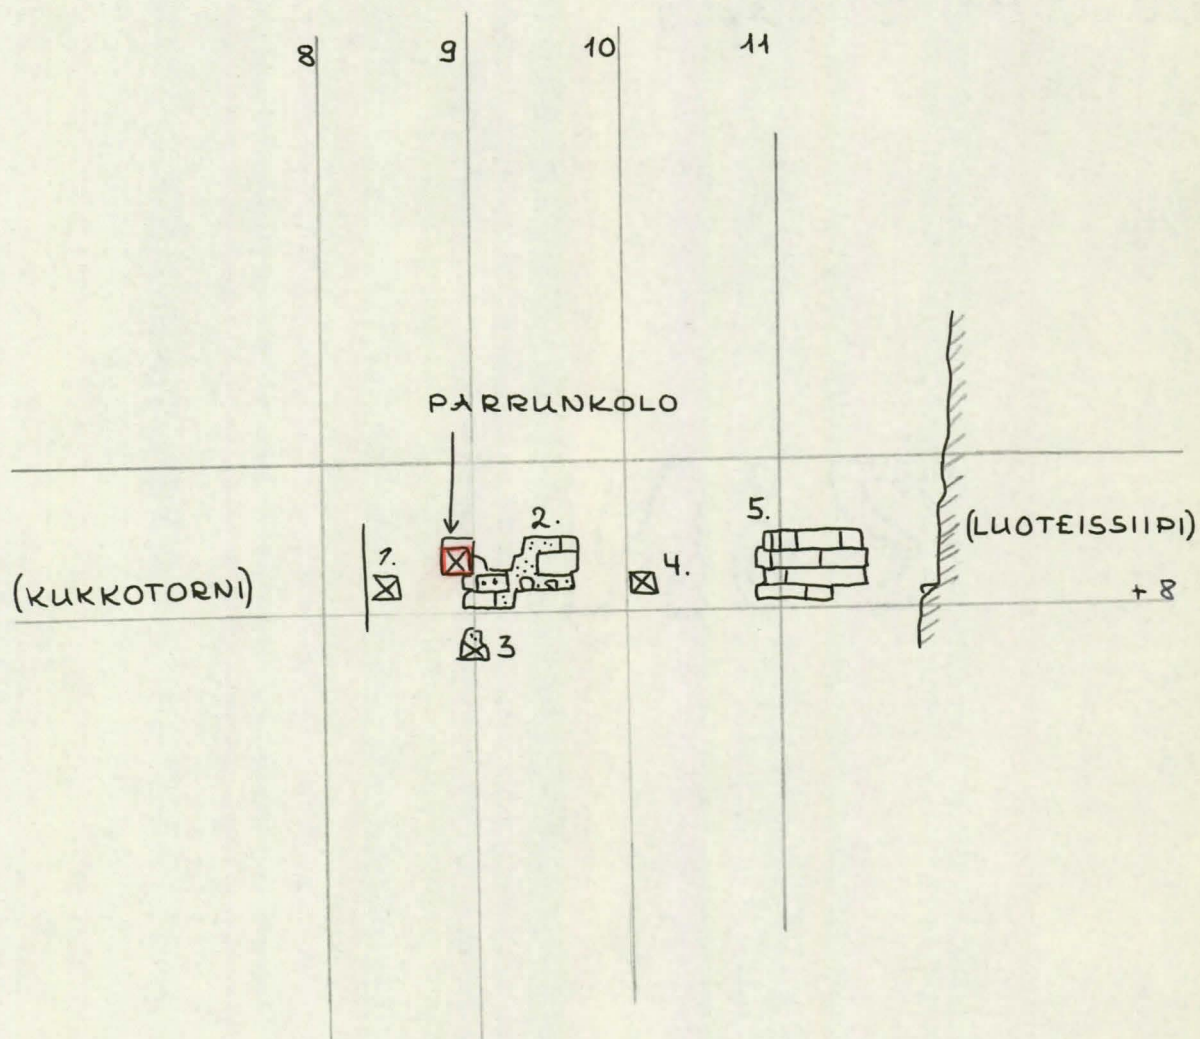 8 9 10 11
PARRUNKOLO
2. 5.
1. 4. (LUOTEISSIIPI)
(KUKKOTORNI) + 8
3